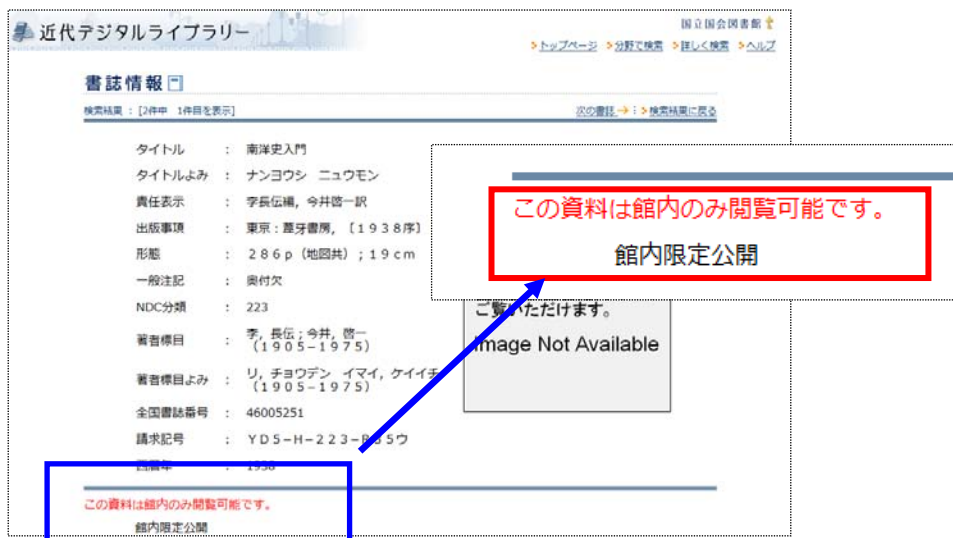 近代デジタルライブラリー
国立国会図書館
>トップページ >分野で検索 >詳しく検索 >ヘルプ
書誌情報
検索結果 : [2件中 1件目を表示]
次の書誌 → : >検索結果に戻る
タイトル : 南洋史入門
タイトルよみ : ナンヨウシ ニュウモン
責任表示 : 李長伝編, 今井啓一訳
出版事項 : 東京:葦牙書房, 〔1938序〕
形態 : 286p(地図共);19cm
一般注記 : 奥付欠
NDC分類 : 223
著者標目 : 李, 長伝;今井, 啓一
(1905-1975)
著者標目よみ : リ, チョウデン イマイ, ケイイチ
(1905-1975)
全国書誌番号 : 46005251
請求記号 : YD5-H-223-
西暦年 : 1938
この資料は館内のみ閲覧可能です。
館内限定公開
この資料は館内のみ閲覧可能です。
館内限定公開
ご覧いただけます。
Image Not Available